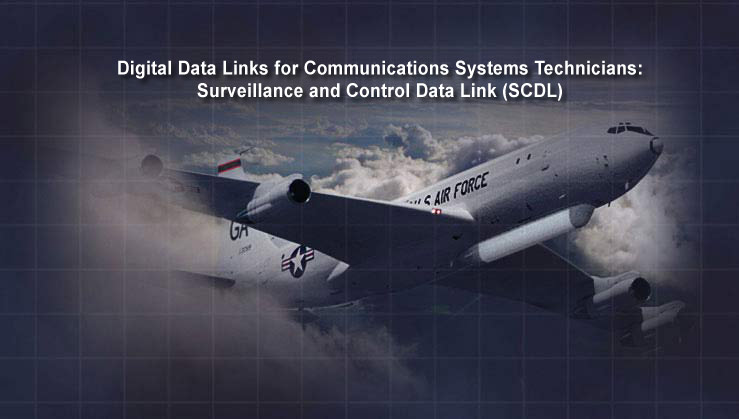 Digital Data Links for Communications Systems Technicians:
Surveillance and Control Data Link (SCDL)
U.S. AIR FORCE
GA